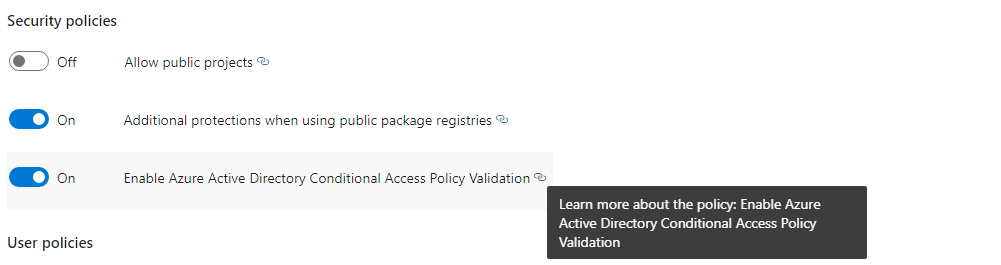 Security policies
Off Allow public projects
On Additional protections when using public package registries
On Enable Azure Active Directory Conditional Access Policy Validation
Learn more about the policy: Enable Azure
Active Directory Conditional Access Policy
Validation
User policies